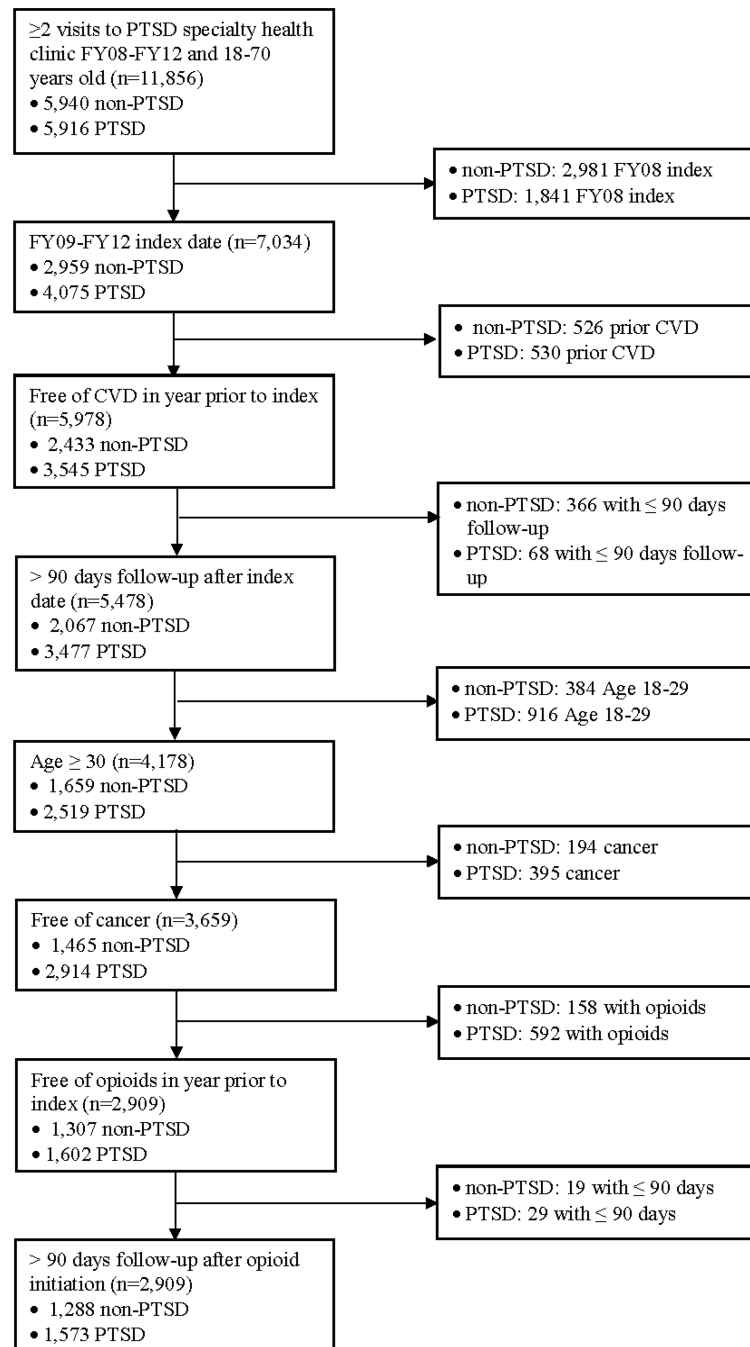 ≥2 visits to PTSD specialty health
clinic FY08-FY12 and 18-70
years old (n=11,856)
• 5,940 non-PTSD
• 5,916 PTSD
• non-PTSD: 2,981 FY08 index
• PTSD: 1,841 FY08 index
FY09-FY12 index date (n=7,034)
• 2,959 non-PTSD
• 4,075 PTSD
• non-PTSD: 526 prior CVD
• PTSD: 530 prior CVD
Free of CVD in year prior to index
(n=5,978)
• 2,433 non-PTSD
• 3,545 PTSD
• non-PTSD: 366 with ≤ 90 days
follow-up
• PTSD: 68 with ≤ 90 days follow-
up
> 90 days follow-up after index
date (n=5,478)
• 2,067 non-PTSD
• 3,477 PTSD
• non-PTSD: 384 Age 18-29
• PTSD: 916 Age 18-29
Age ≥ 30 (n=4,178)
• 1,659 non-PTSD
• 2,519 PTSD
• non-PTSD: 194 cancer
• PTSD: 395 cancer
Free of cancer (n=3,659)
• 1,465 non-PTSD
• 2,914 PTSD
• non-PTSD: 158 with opioids
• PTSD: 592 with opioids
Free of opioids in year prior to
index (n=2,909)
• 1,307 non-PTSD
• 1,602 PTSD
• non-PTSD: 19 with ≤ 90 days
• PTSD: 29 with ≤ 90 days
> 90 days follow-up after opioid
initiation (n=2,909)
• 1,288 non-PTSD
• 1,573 PTSD